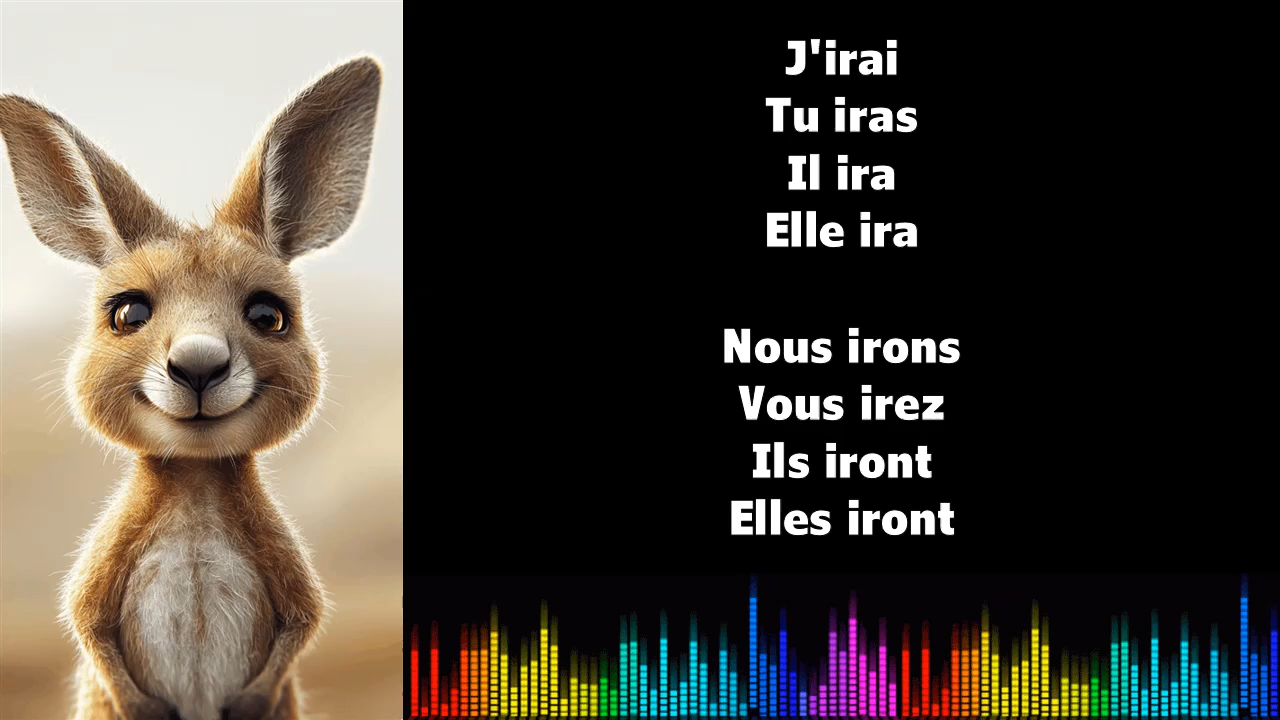 J'irai
Tu iras
Il ira
Elle ira
Nous irons
Vous irez
Ils iront
Elles iront